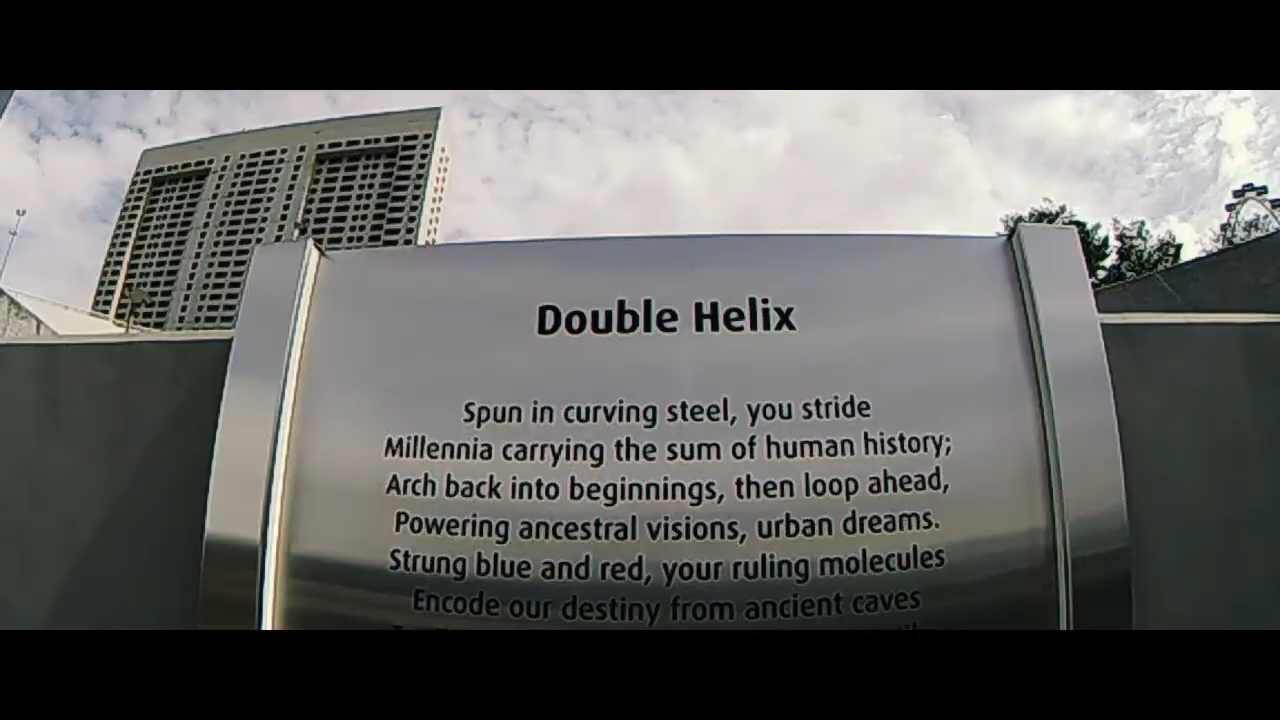 Double Helix
Spun in curving steel, you stride
Millennia carrying the sum of human history;
Arch back into beginnings, then loop ahead,
Powering ancestral visions, urban dreams.
Strung blue and red, your ruling molecules
Encode our destiny from ancient caves